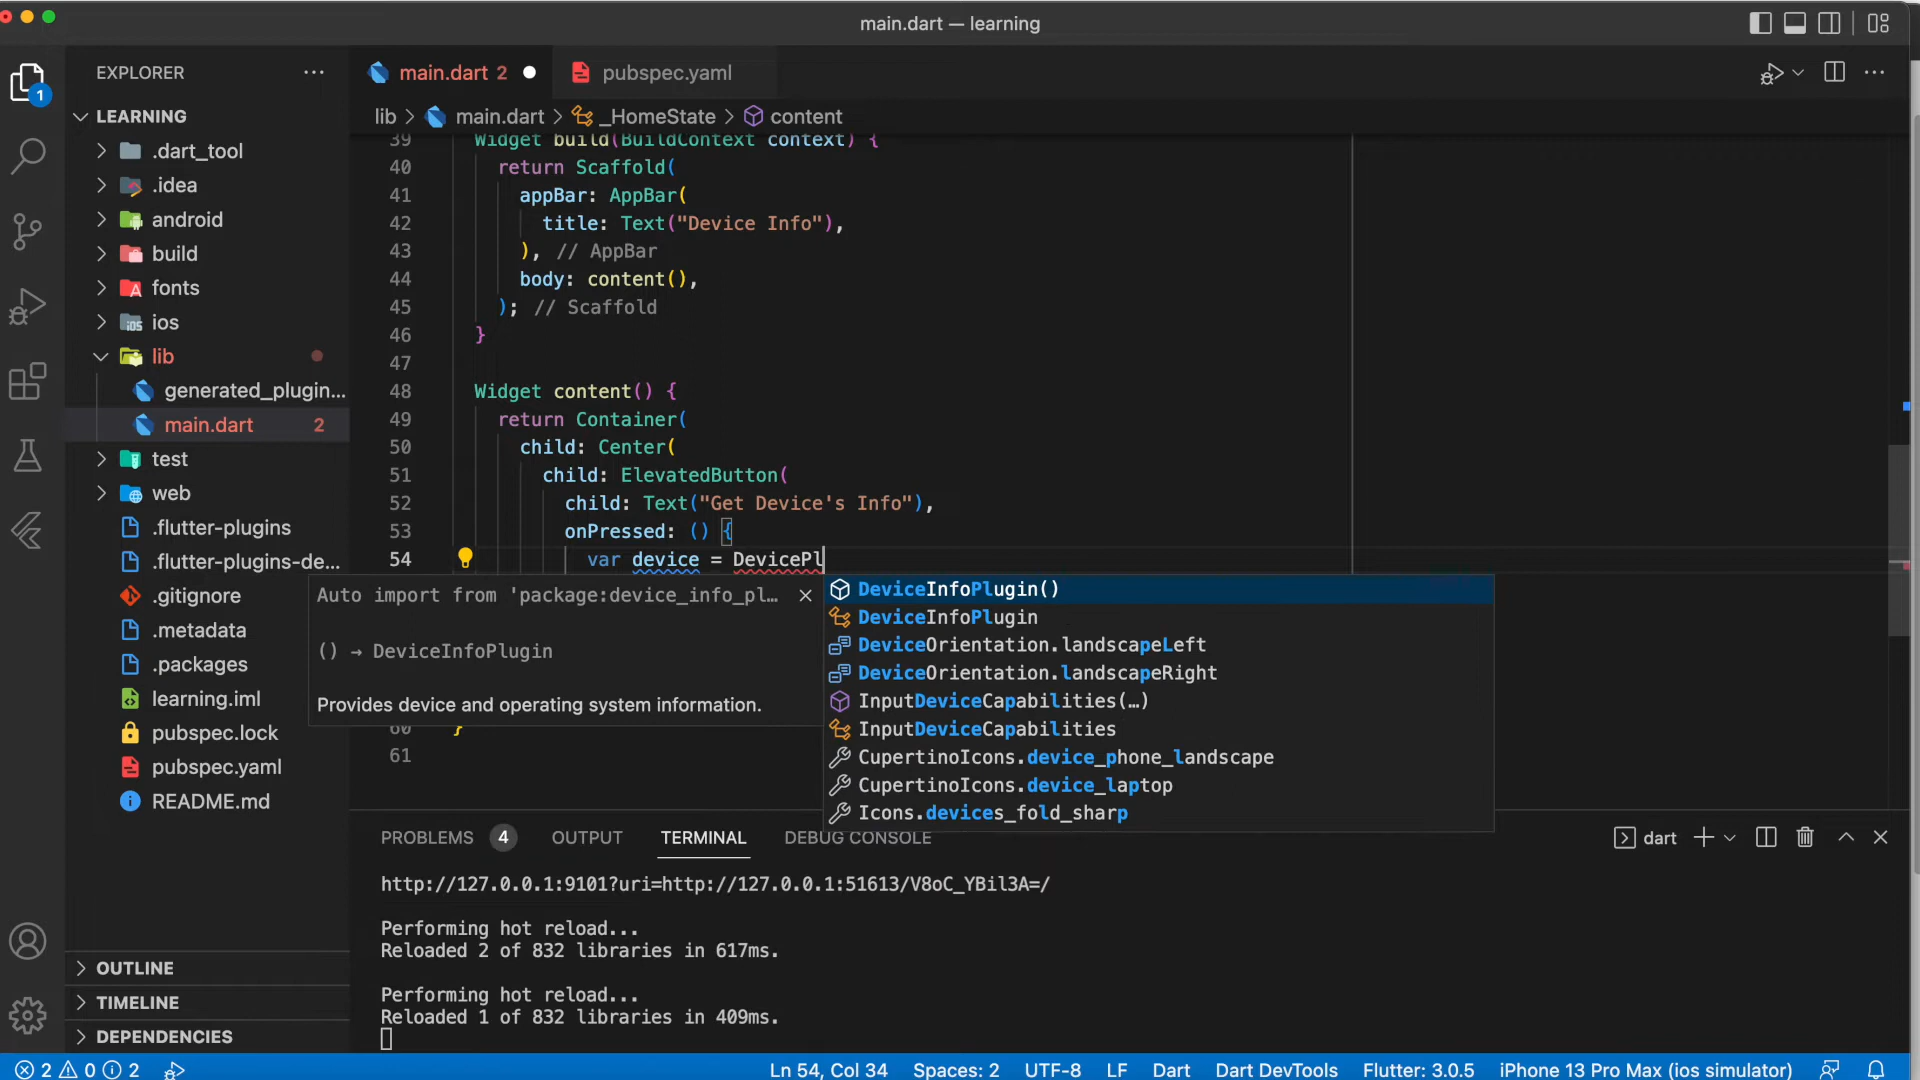 main.dart — learning
EXPLORER
LEARNING
.dart_tool
.idea
android
build
fonts
ios
lib
generated_plugin...
main.dart 2
test
web
.flutter-plugins
.flutter-plugins-de...
.gitignore
.metadata
.packages
learning.iml
pubspec.lock
pubspec.yaml
README.md
OUTLINE
TIMELINE
DEPENDENCIES
1
main.dart 2
pubspec.yaml
lib > main.dart > _HomeState > content
39 Widget build(BuildContext context) {
40 return Scaffold(
41 appBar: AppBar(
42 title: Text("Device Info"),
43 ), // AppBar
44 body: content(),
45 ); // Scaffold
46 }
47
48 Widget content() {
49 return Container(
50 child: Center(
51 child: ElevatedButton(
52 child: Text("Get Device's Info"),
53 onPressed: () {
54 var device = DevicePl
Auto import from 'package:device_info_pl…
() → DeviceInfoPlugin
Provides device and operating system information.
DeviceInfoPlugin()
DeviceInfoPlugin
DeviceOrientation.landscapeLeft
DeviceOrientation.landscapeRight
InputDeviceCapabilities(…)
InputDeviceCapabilities
CupertinoIcons.device_phone_landscape
CupertinoIcons.device_laptop
Icons.devices_fold_sharp
60 }
61
PROBLEMS 4 OUTPUT TERMINAL DEBUG CONSOLE
dart
http://127.0.0.1:9101?uri=http://127.0.0.1:51613/V8oC_YBil3A=/
Performing hot reload...
Reloaded 2 of 832 libraries in 617ms.
Performing hot reload...
Reloaded 1 of 832 libraries in 409ms.
2 0 2 Ln 54, Col 34 Spaces: 2 UTF-8 LF Dart Dart DevTools Flutter: 3.0.5 iPhone 13 Pro Max (ios simulator)